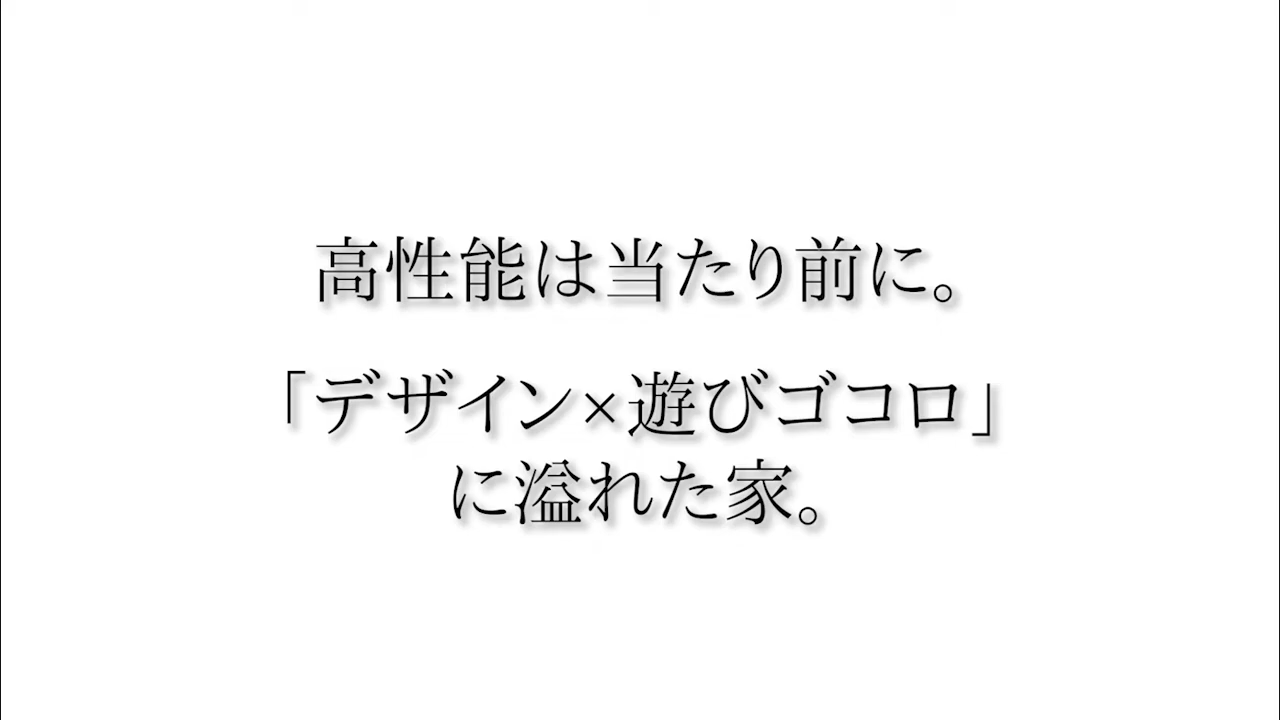 高性能は当たり前に。
「デザイン×遊びゴコロ」
に溢れた家。